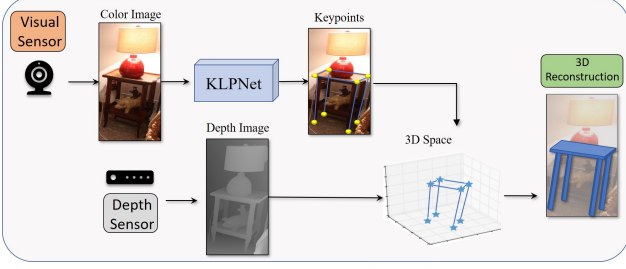 Visual
Sensor
Color Image
Keypoints
KLPNet
3D
Reconstruction
Depth Image
3D Space
Depth
Sensor